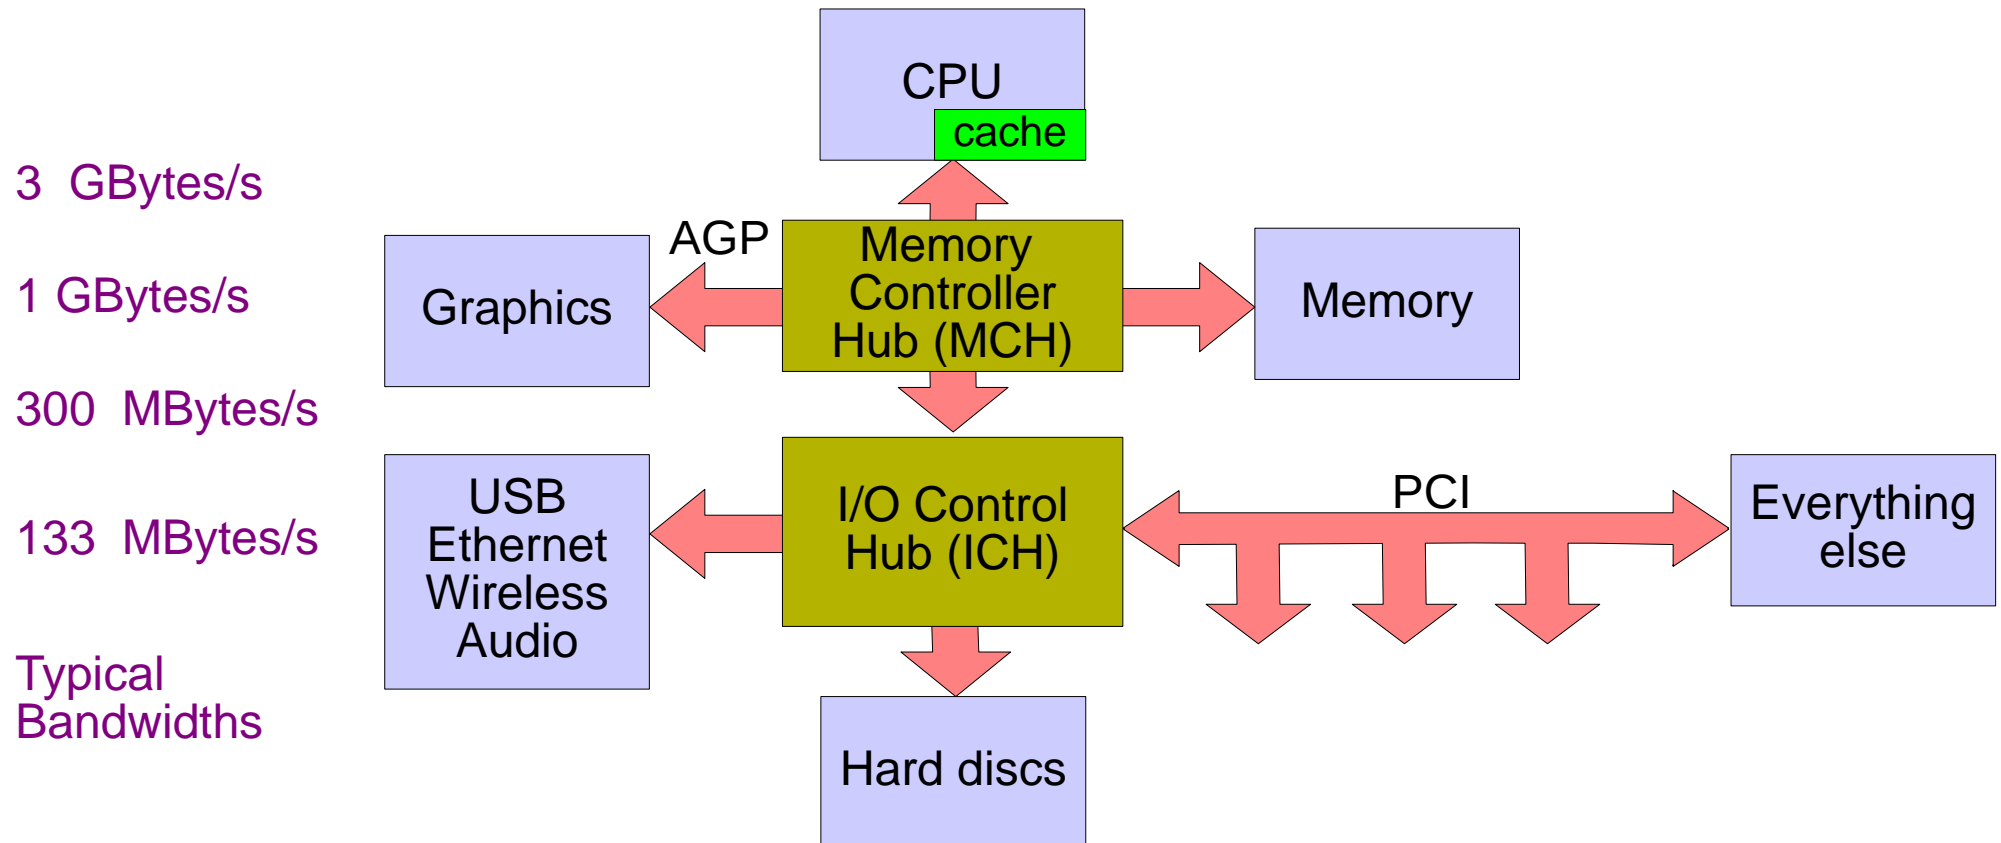 CPU
cache
3 GBytes/s
AGP
Memory
Controller
Hub (MCH)
Graphics
Memory
1 GBytes/s
300 MBytes/s
USB
Ethernet
Wireless
Audio
I/O Control
Hub (ICH)
PCI
Everything
else
133 MBytes/s
Typical
Bandwidths
Hard discs